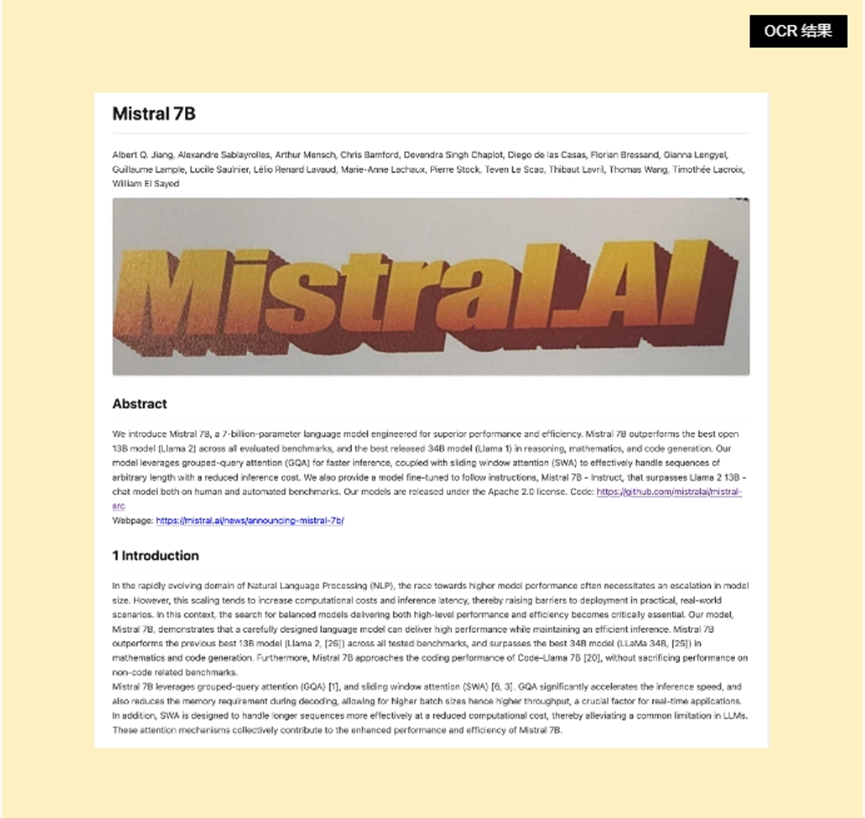 OCR 结果
Mistral 7B
Albert Q. Jiang, Alexandre Sablayrolles, Arthur Mensch, Chris Bamford, Devendra Singh Chaplot, Diego de las Casas, Florian Bressand, Gianna Lengyel,
Guillaume Lample, Lucile Saulnier, Lélio Renard Lavaud, Marie-Anne Lachaux, Pierre Stock, Teven Le Scao, Thibaut Lavril, Thomas Wang, Timothée Lacroix,
William El Sayed
Mistral.AI
Abstract
We introduce Mistral 7B, a 7-billion-parameter language model engineered for superior performance and efficiency. Mistral 7B outperforms the best open
13B model (Llama 2) across all evaluated benchmarks, and the best released 34B model (Llama 1) in reasoning, mathematics, and code generation. Our
model leverages grouped-query attention (GQA) for faster inference, coupled with sliding window attention (SWA) to effectively handle sequences of
arbitrary length with a reduced inference cost. We also provide a model fine-tuned to follow instructions, Mistral 7B - Instruct, that surpasses Llama 2 13B -
chat model both on human and automated benchmarks. Our models are released under the Apache 2.0 license. Code: https://github.com/mistralai/mistral-
src
Webpage: https://mistral.ai/news/announcing-mistral-7b/
1 Introduction
In the rapidly evolving domain of Natural Language Processing (NLP), the race towards higher model performance often necessitates an escalation in model
size. However, this scaling tends to increase computational costs and inference latency, thereby raising barriers to deployment in practical, real-world
scenarios. In this context, the search for balanced models delivering both high-level performance and efficiency becomes critically essential. Our model,
Mistral 7B, demonstrates that a carefully designed language model can deliver high performance while maintaining an efficient inference. Mistral 7B
outperforms the previous best 13B model (Llama 2, [26]) across all tested benchmarks, and surpasses the best 34B model (LLaMa 34B, [25]) in
mathematics and code generation. Furthermore, Mistral 7B approaches the coding performance of Code-Llama 7B [20], without sacrificing performance on
non-code related benchmarks.
Mistral 7B leverages grouped-query attention (GQA) [1], and sliding window attention (SWA) [6, 3]. GQA significantly accelerates the inference speed, and
also reduces the memory requirement during decoding, allowing for higher batch sizes hence higher throughput, a crucial factor for real-time applications.
In addition, SWA is designed to handle longer sequences more effectively at a reduced computational cost, thereby alleviating a common limitation in LLMs.
These attention mechanisms collectively contribute to the enhanced performance and efficiency of Mistral 7B.